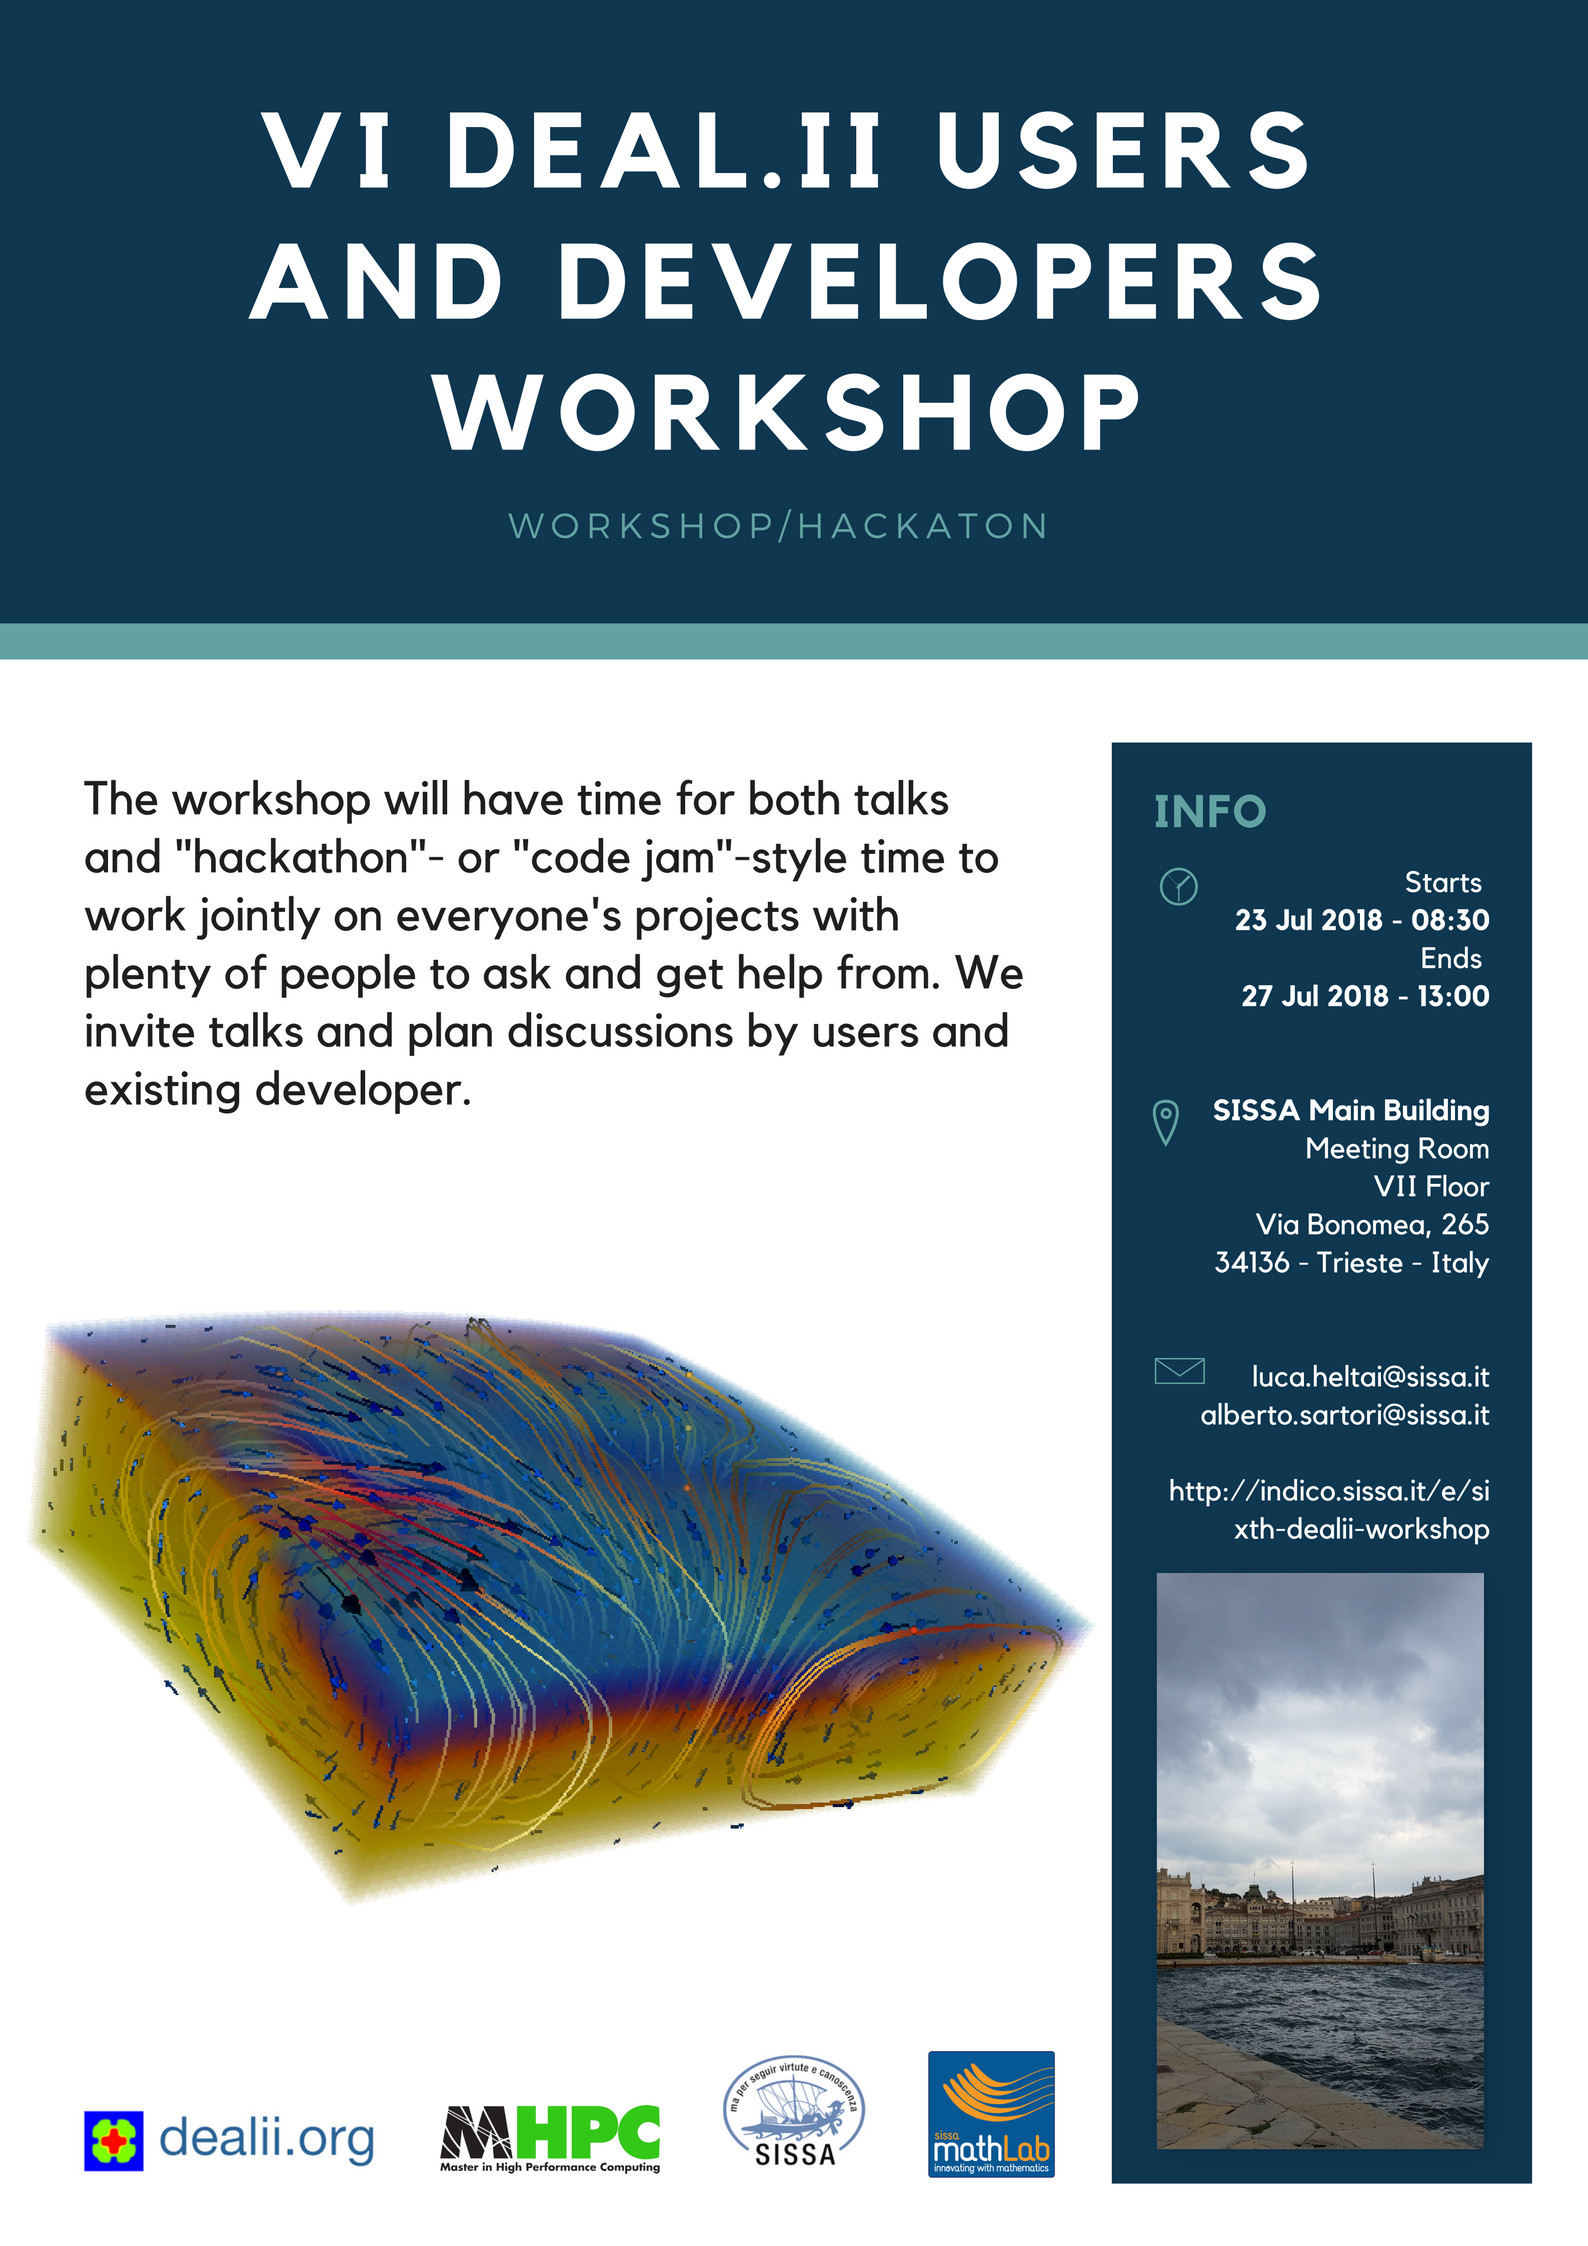 VI DEAL.II USERS
AND DEVELOPERS
WORKSHOP
WORKSHOP/HACKATON
The workshop will have time for both talks
and "hackathon"- or "code jam"-style time to
work jointly on everyone's projects with
plenty of people to ask and get help from. We
invite talks and plan discussions by users and
existing developer.
INFO
Starts
23 Jul 2018 - 08:30
Ends
27 Jul 2018 - 13:00
SISSA Main Building
Meeting Room
VII Floor
Via Bonomea, 265
34136 - Trieste - Italy
luca.heltai@sissa.it
alberto.sartori@sissa.it
http://indico.sissa.it/e/si
xth-dealii-workshop
dealii.org
MHPC
Master in High Performance Computing
ma per seguir virtute e canoscenza
SISSA
sissa
mathLab
innovating with mathematics